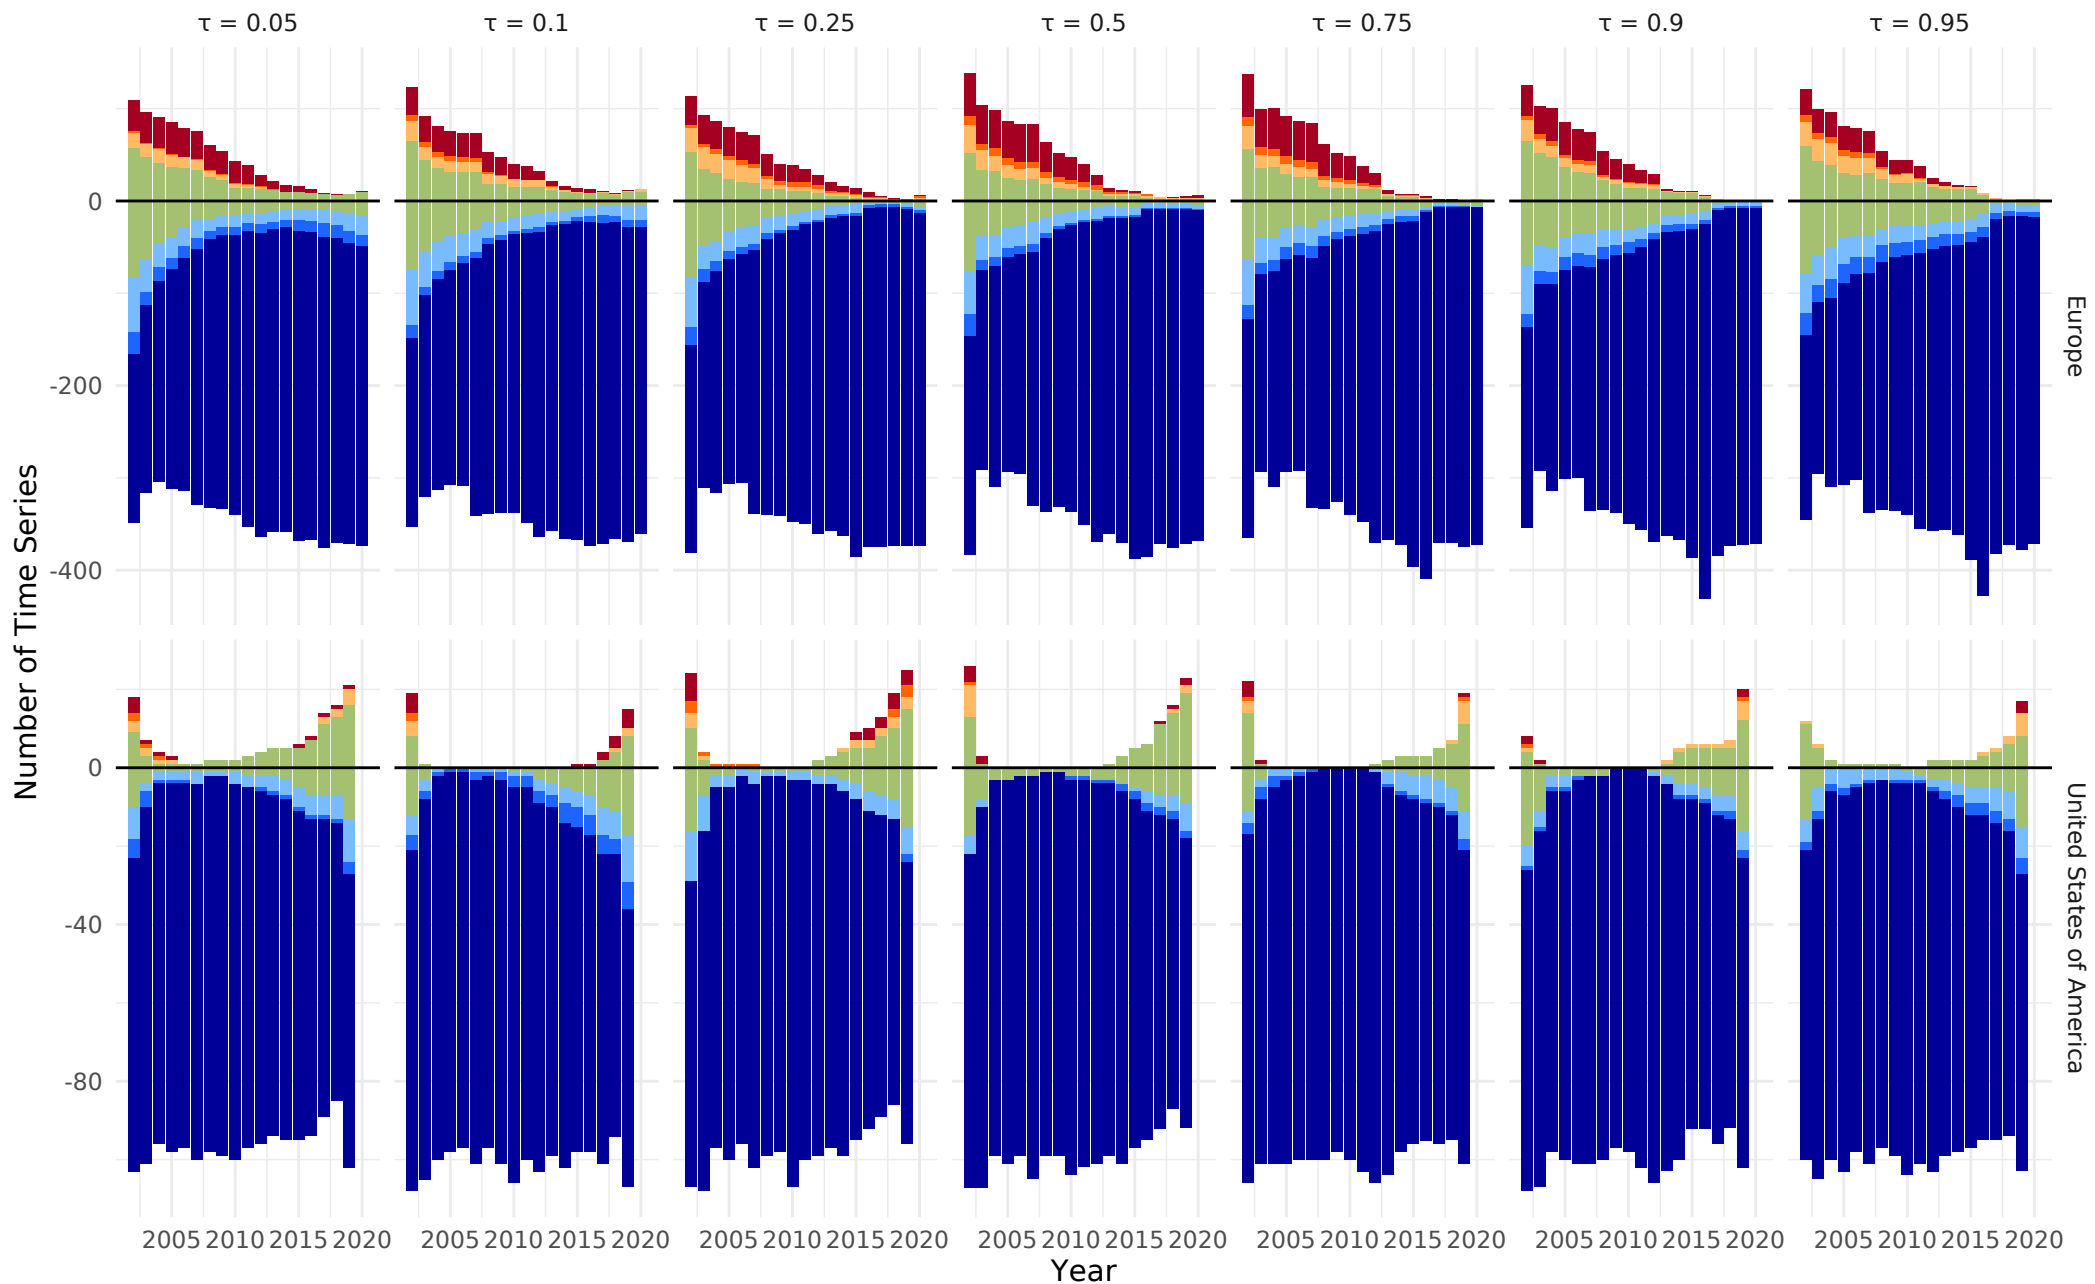 τ = 0.05 τ = 0.1 τ = 0.25 τ = 0.5 τ = 0.75 τ = 0.9 τ = 0.95
0
-200
-400
Europe
0
-40
-80
United States of America
Number of Time Series
2005 2010 2015 2020 2005 2010 2015 2020 2005 2010 2015 2020 2005 2010 2015 2020 2005 2010 2015 2020 2005 2010 2015 2020 2005 2010 2015 2020
Year